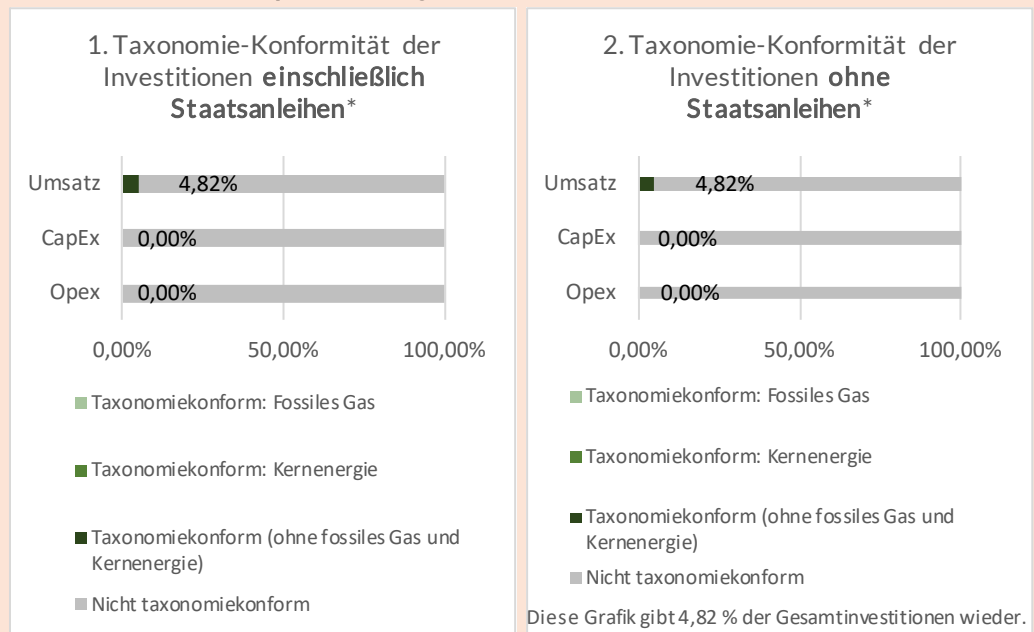 1. Taxonomie-Konformität der
Investitionen einschließlich
Staatsanleihen*
Umsatz
4,82%
CapEx
0,00%
Opex
0,00%
0,00%
50,00%
100,00%
Taxonomiekonform: Fossiles Gas
Taxonomiekonform: Kernenergie
Taxonomiekonform (ohne fossiles Gas und
Kernenergie)
Nicht taxonomiekonform
2. Taxonomie-Konformität der
Investitionen ohne
Staatsanleihen*
Umsatz
4,82%
CapEx
0,00%
Opex
0,00%
0,00%
50,00%
100,00%
Taxonomiekonform: Fossiles Gas
Taxonomiekonform: Kernenergie
Taxonomiekonform (ohne fossiles Gas und
Kernenergie)
Nicht taxonomiekonform
Diese Grafik gibt 4,82 % der Gesamtinvestitionen wieder.